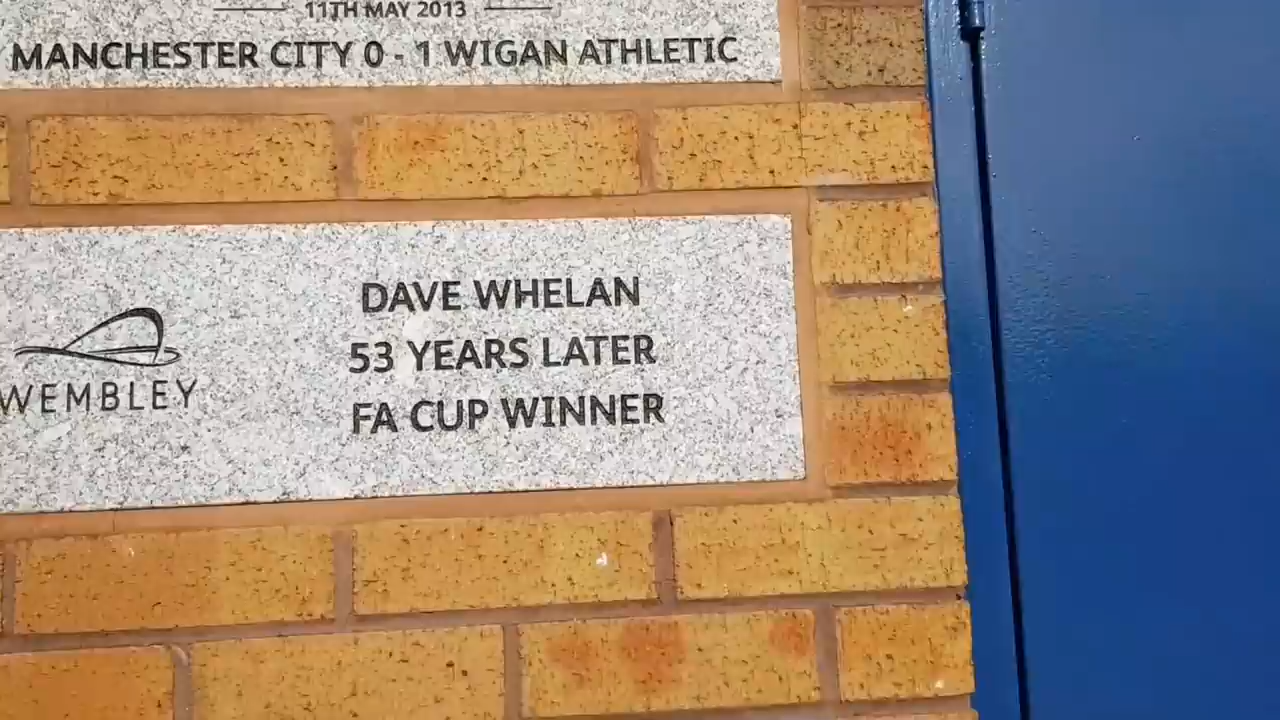 11TH MAY 2013
MANCHESTER CITY 0 - 1 WIGAN ATHLETIC
DAVE WHELAN
53 YEARS LATER
FA CUP WINNER
WEMBLEY